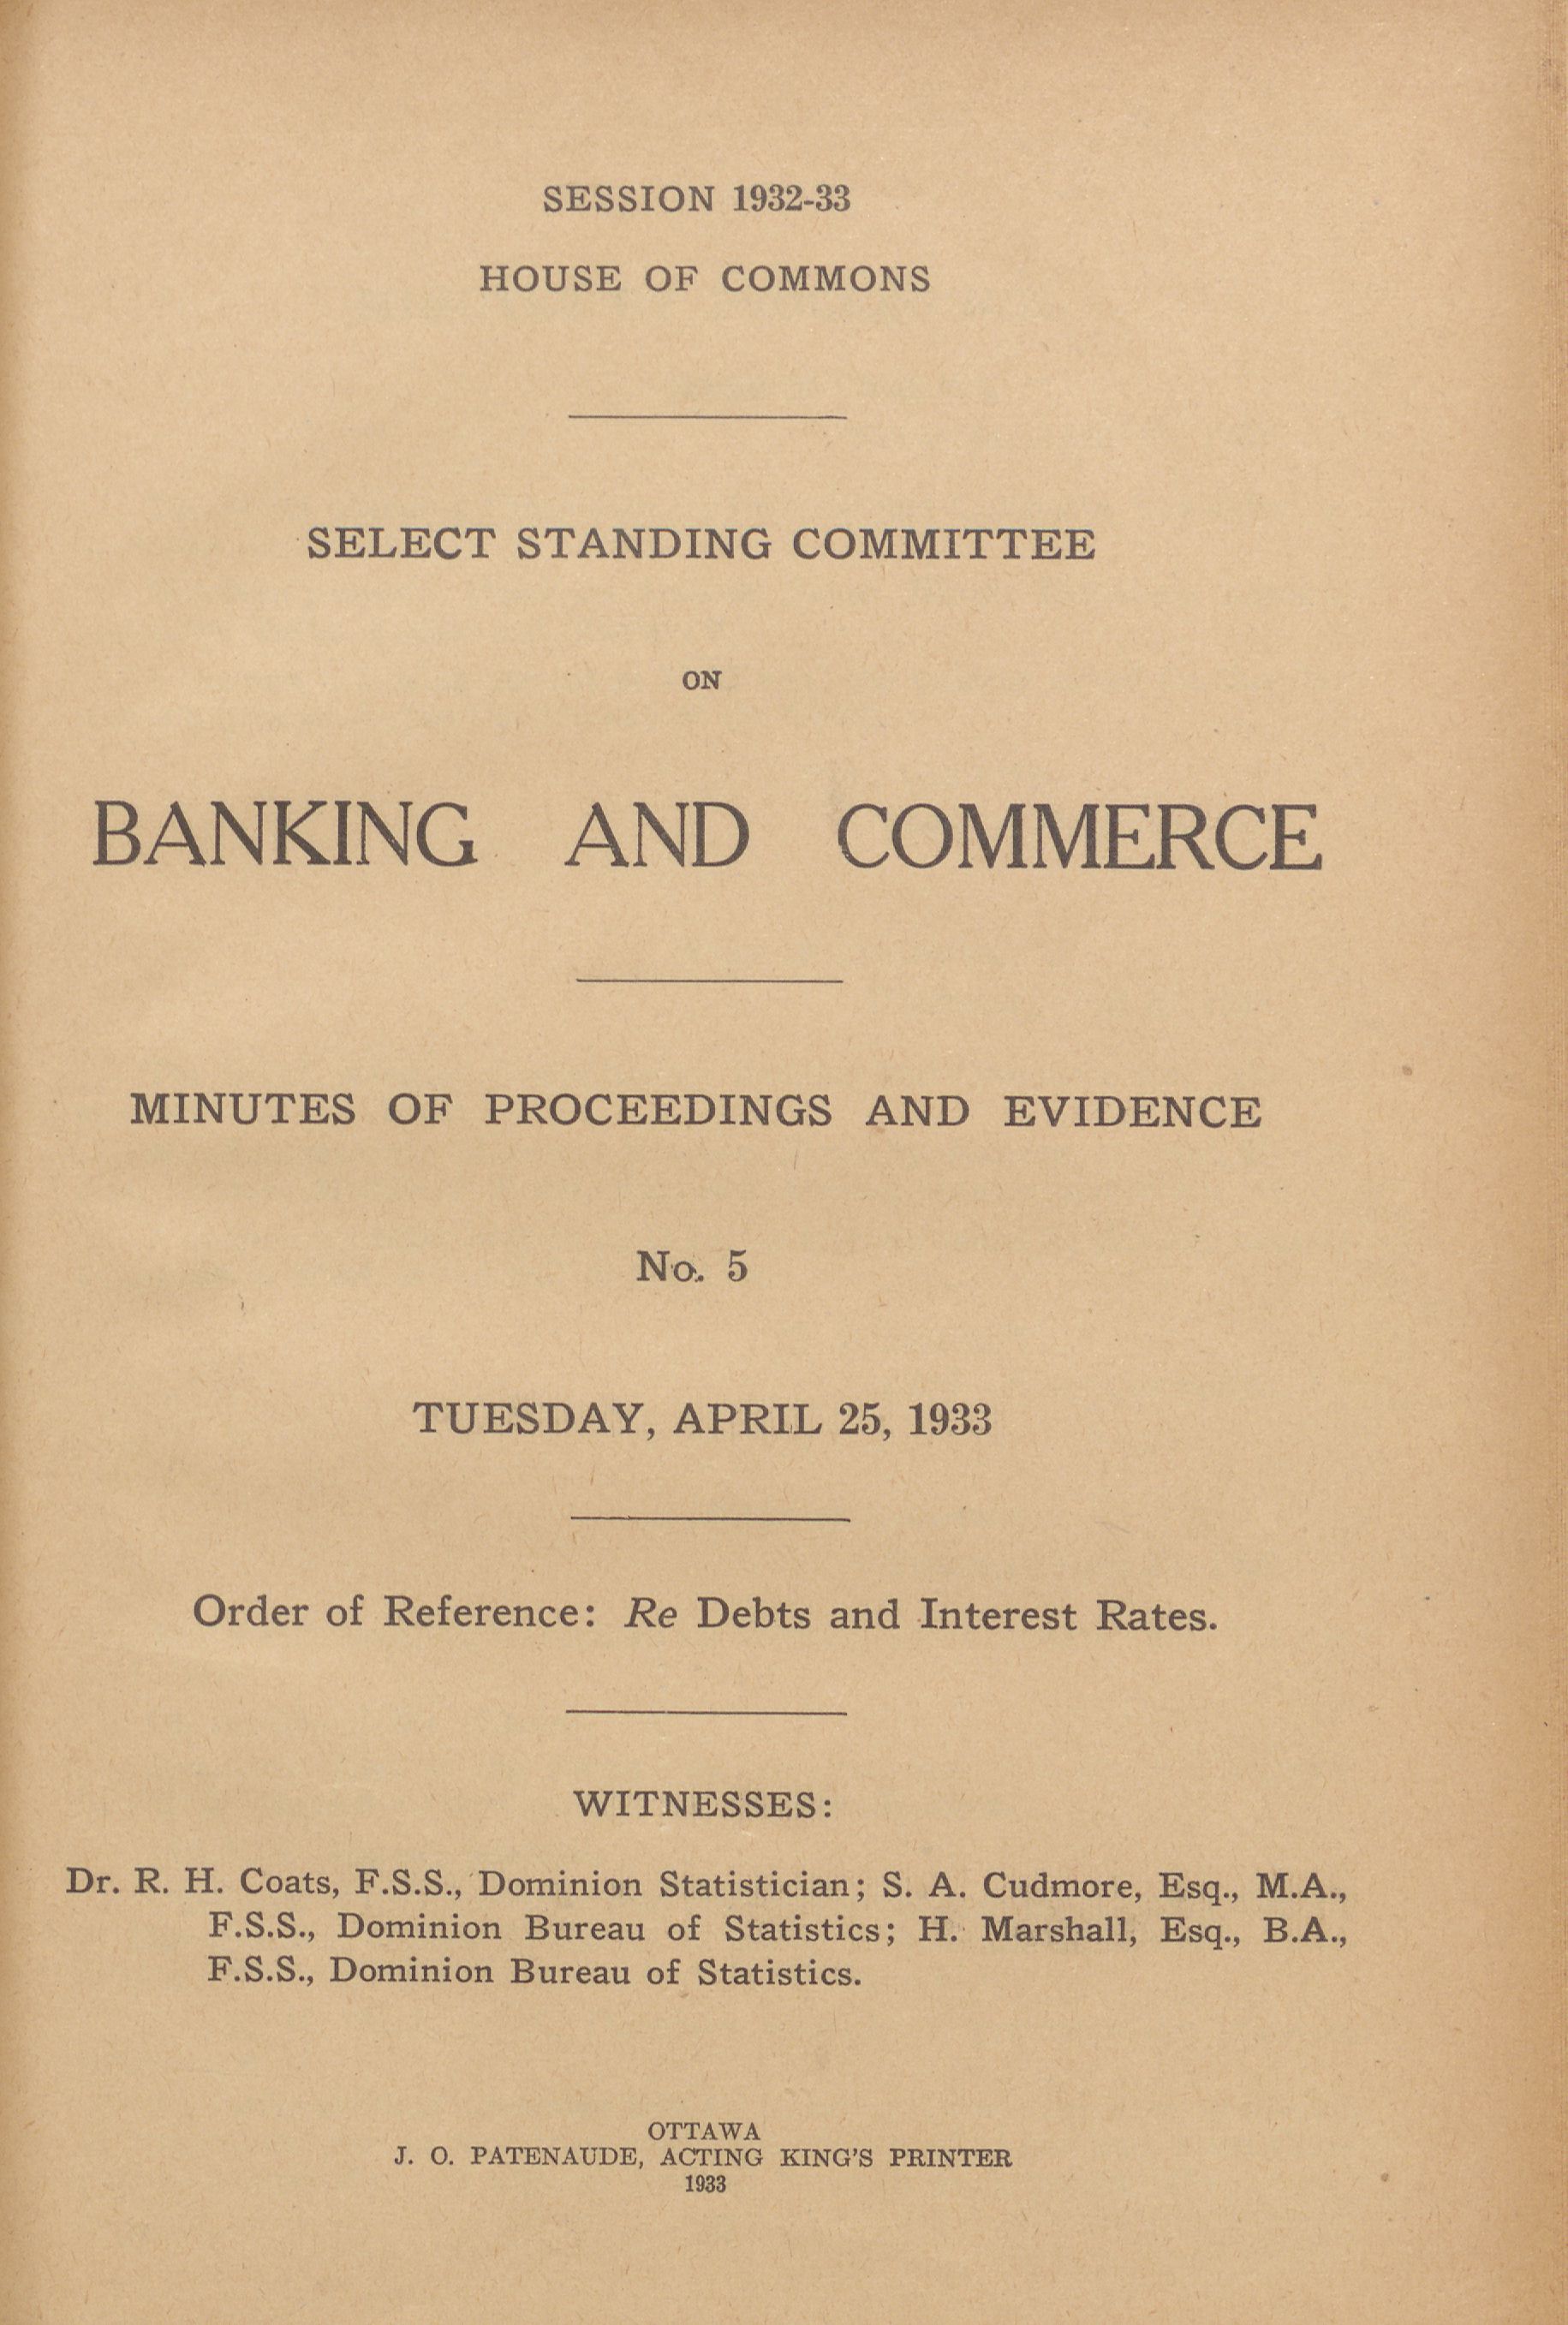 SESSION 1932-33
HOUSE OF COMMONS
SELECT STANDING COMMITTEE
ON
BANKING AND COMMERCE
MINUTES OF PROCEEDINGS AND EVIDENCE
No. 5
TUESDAY, APRIL 25, 1933
Order of Reference: Re Debts and Interest Rates.
WITNESSES:
Dr. R. H. Coats, F.S.S., Dominion Statistician; S. A. Cudmore, Esq., M.A.,
F.S.S., Dominion Bureau of Statistics; H. Marshall, Esq., B.A.,
F.S.S., Dominion Bureau of Statistics.
OTTAWA
J. O. PATENAUDE, ACTING KING'S PRINTER
1933